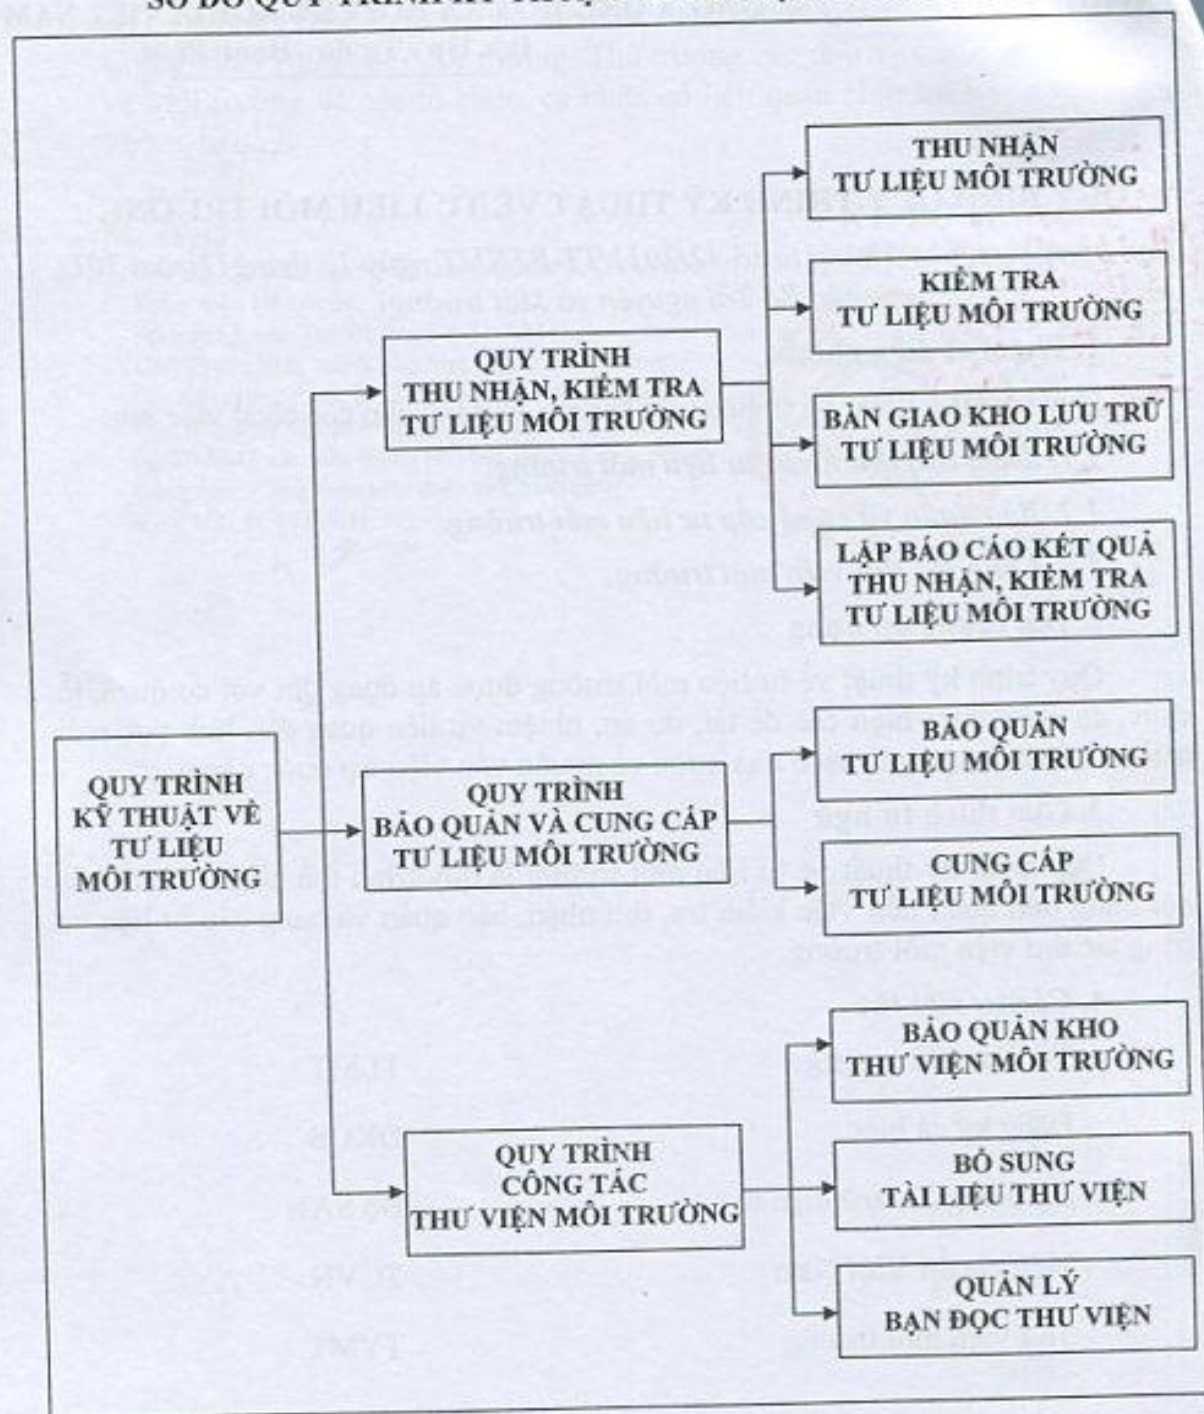 SƠ ĐỒ QUY TRÌNH KỸ
THU NHẬN
TƯ LIỆU MÔI TRƯỜNG
KIỂM TRA
TƯ LIỆU MÔI TRƯỜNG
QUY TRÌNH
THU NHẬN, KIỂM TRA
TƯ LIỆU MÔI TRƯỜNG
BÀN GIAO KHO LƯU TRỮ
TƯ LIỆU MÔI TRƯỜNG
LẬP BÁO CÁO KẾT QUẢ
THU NHẬN, KIỂM TRA
TƯ LIỆU MÔI TRƯỜNG
QUY TRÌNH
KỸ THUẬT VỀ
TƯ LIỆU
MÔI TRƯỜNG
QUY TRÌNH
BẢO QUẢN VÀ CUNG CẤP
TƯ LIỆU MÔI TRƯỜNG
BẢO QUẢN
TƯ LIỆU MÔI TRƯỜNG
CUNG CẤP
TƯ LIỆU MÔI TRƯỜNG
QUY TRÌNH
CÔNG TÁC
THƯ VIỆN MÔI TRƯỜNG
BẢO QUẢN KHO
THƯ VIỆN MÔI TRƯỜNG
BỔ SUNG
TÀI LIỆU THƯ VIỆN
QUẢN LÝ
BẠN ĐỌC THƯ VIỆN